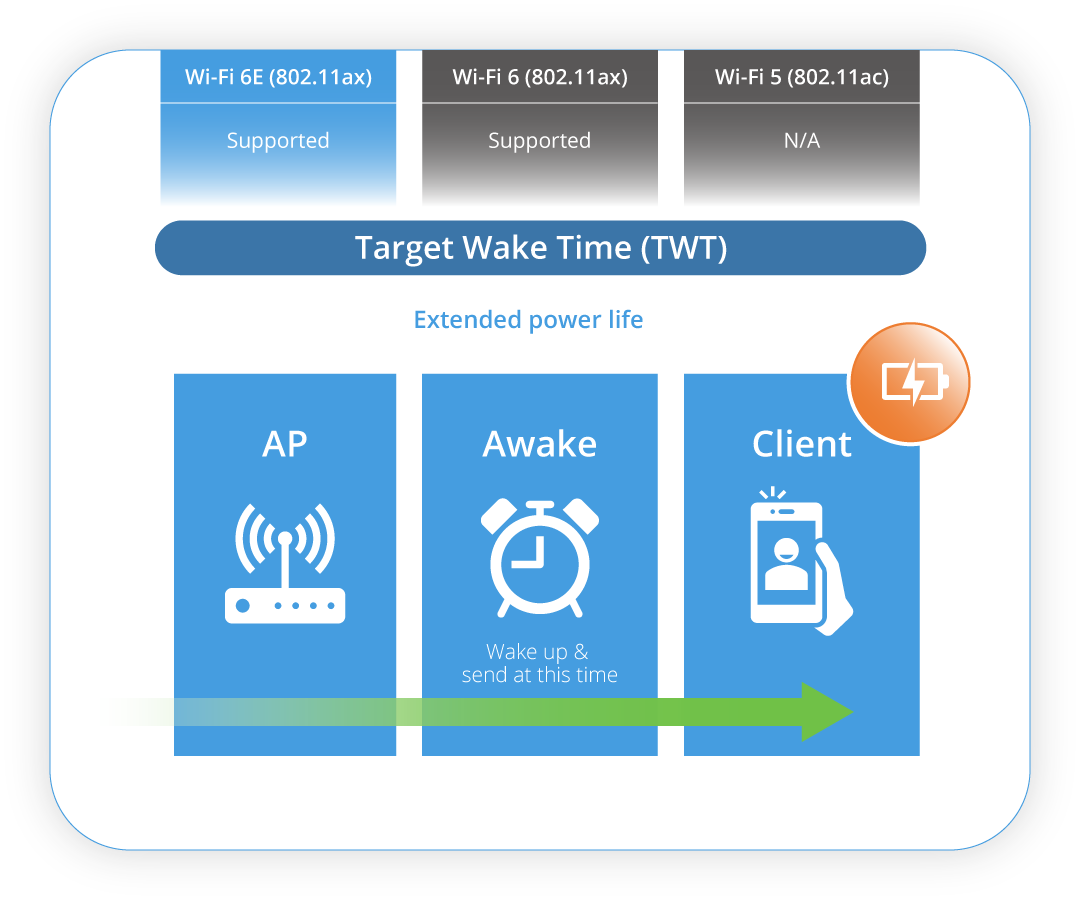 Wi-Fi 6E (802.11ax)
Wi-Fi 6 (802.11ax)
Wi-Fi 5 (802.11ac)
Supported
Supported
N/A
Target Wake Time (TWT)
Extended power life
AP
Awake
Client
Wake up &
send at this time